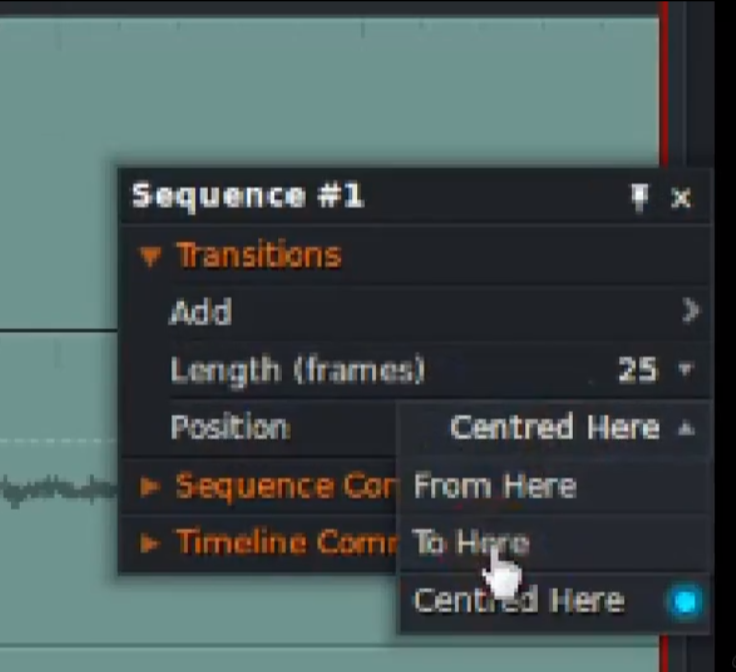 Sequence #1
Transitions
Add
Length (frames) 25
Position Centred Here
Sequence Com
From Here
Timeline Comm
To Here
Centred Here